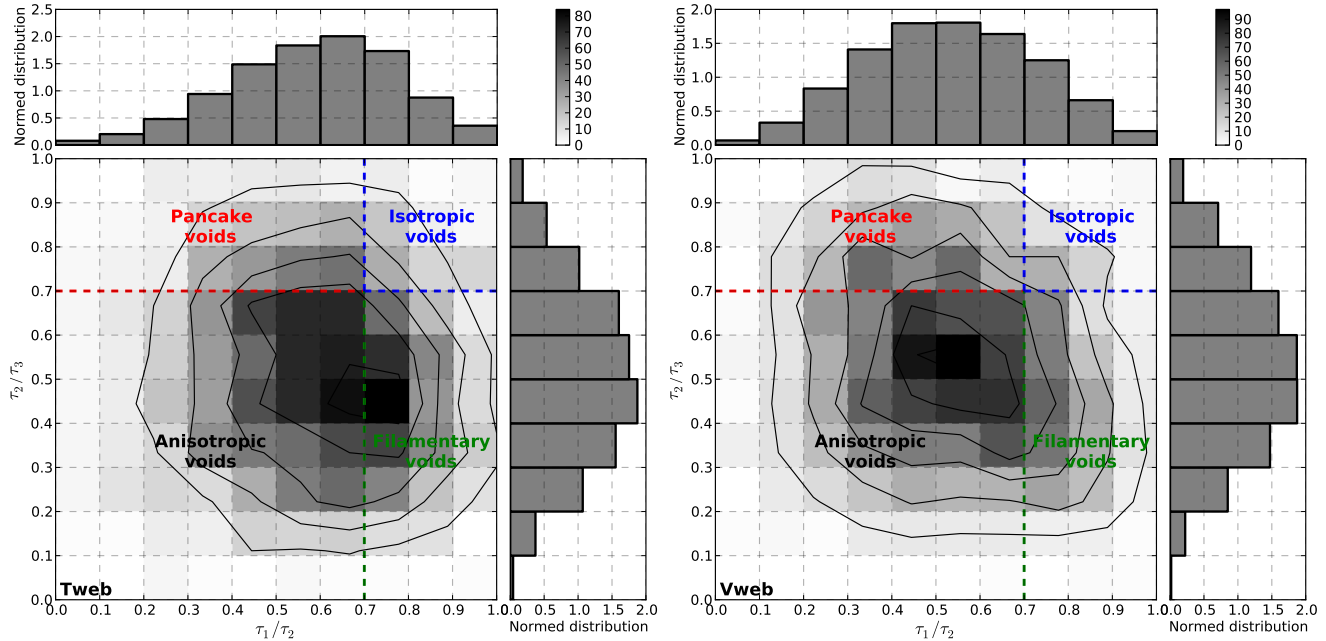 Normed distribution
2.5
2.0
1.5
1.0
0.5
0.0
80
70
60
50
40
30
20
10
0
τ2/τ3
1.0
0.9
0.8
0.7
0.6
0.5
0.4
0.3
0.2
0.1
0.0
Pancake
voids
Isotropic
voids
Anisotropic
voids
Filamentary
voids
Tweb
0.0 0.1 0.2 0.3 0.4 0.5 0.6 0.7 0.8 0.9 1.0
τ1/τ2
0.0 0.5 1.0 1.5 2.0
Normed distribution
Normed distribution
2.0
1.5
1.0
0.5
0.0
90
80
70
60
50
40
30
20
10
0
τ2/τ3
1.0
0.9
0.8
0.7
0.6
0.5
0.4
0.3
0.2
0.1
0.0
Pancake
voids
Isotropic
voids
Anisotropic
voids
Filamentary
voids
Vweb
0.0 0.1 0.2 0.3 0.4 0.5 0.6 0.7 0.8 0.9 1.0
τ1/τ2
0.0 0.5 1.0 1.5 2.0
Normed distribution